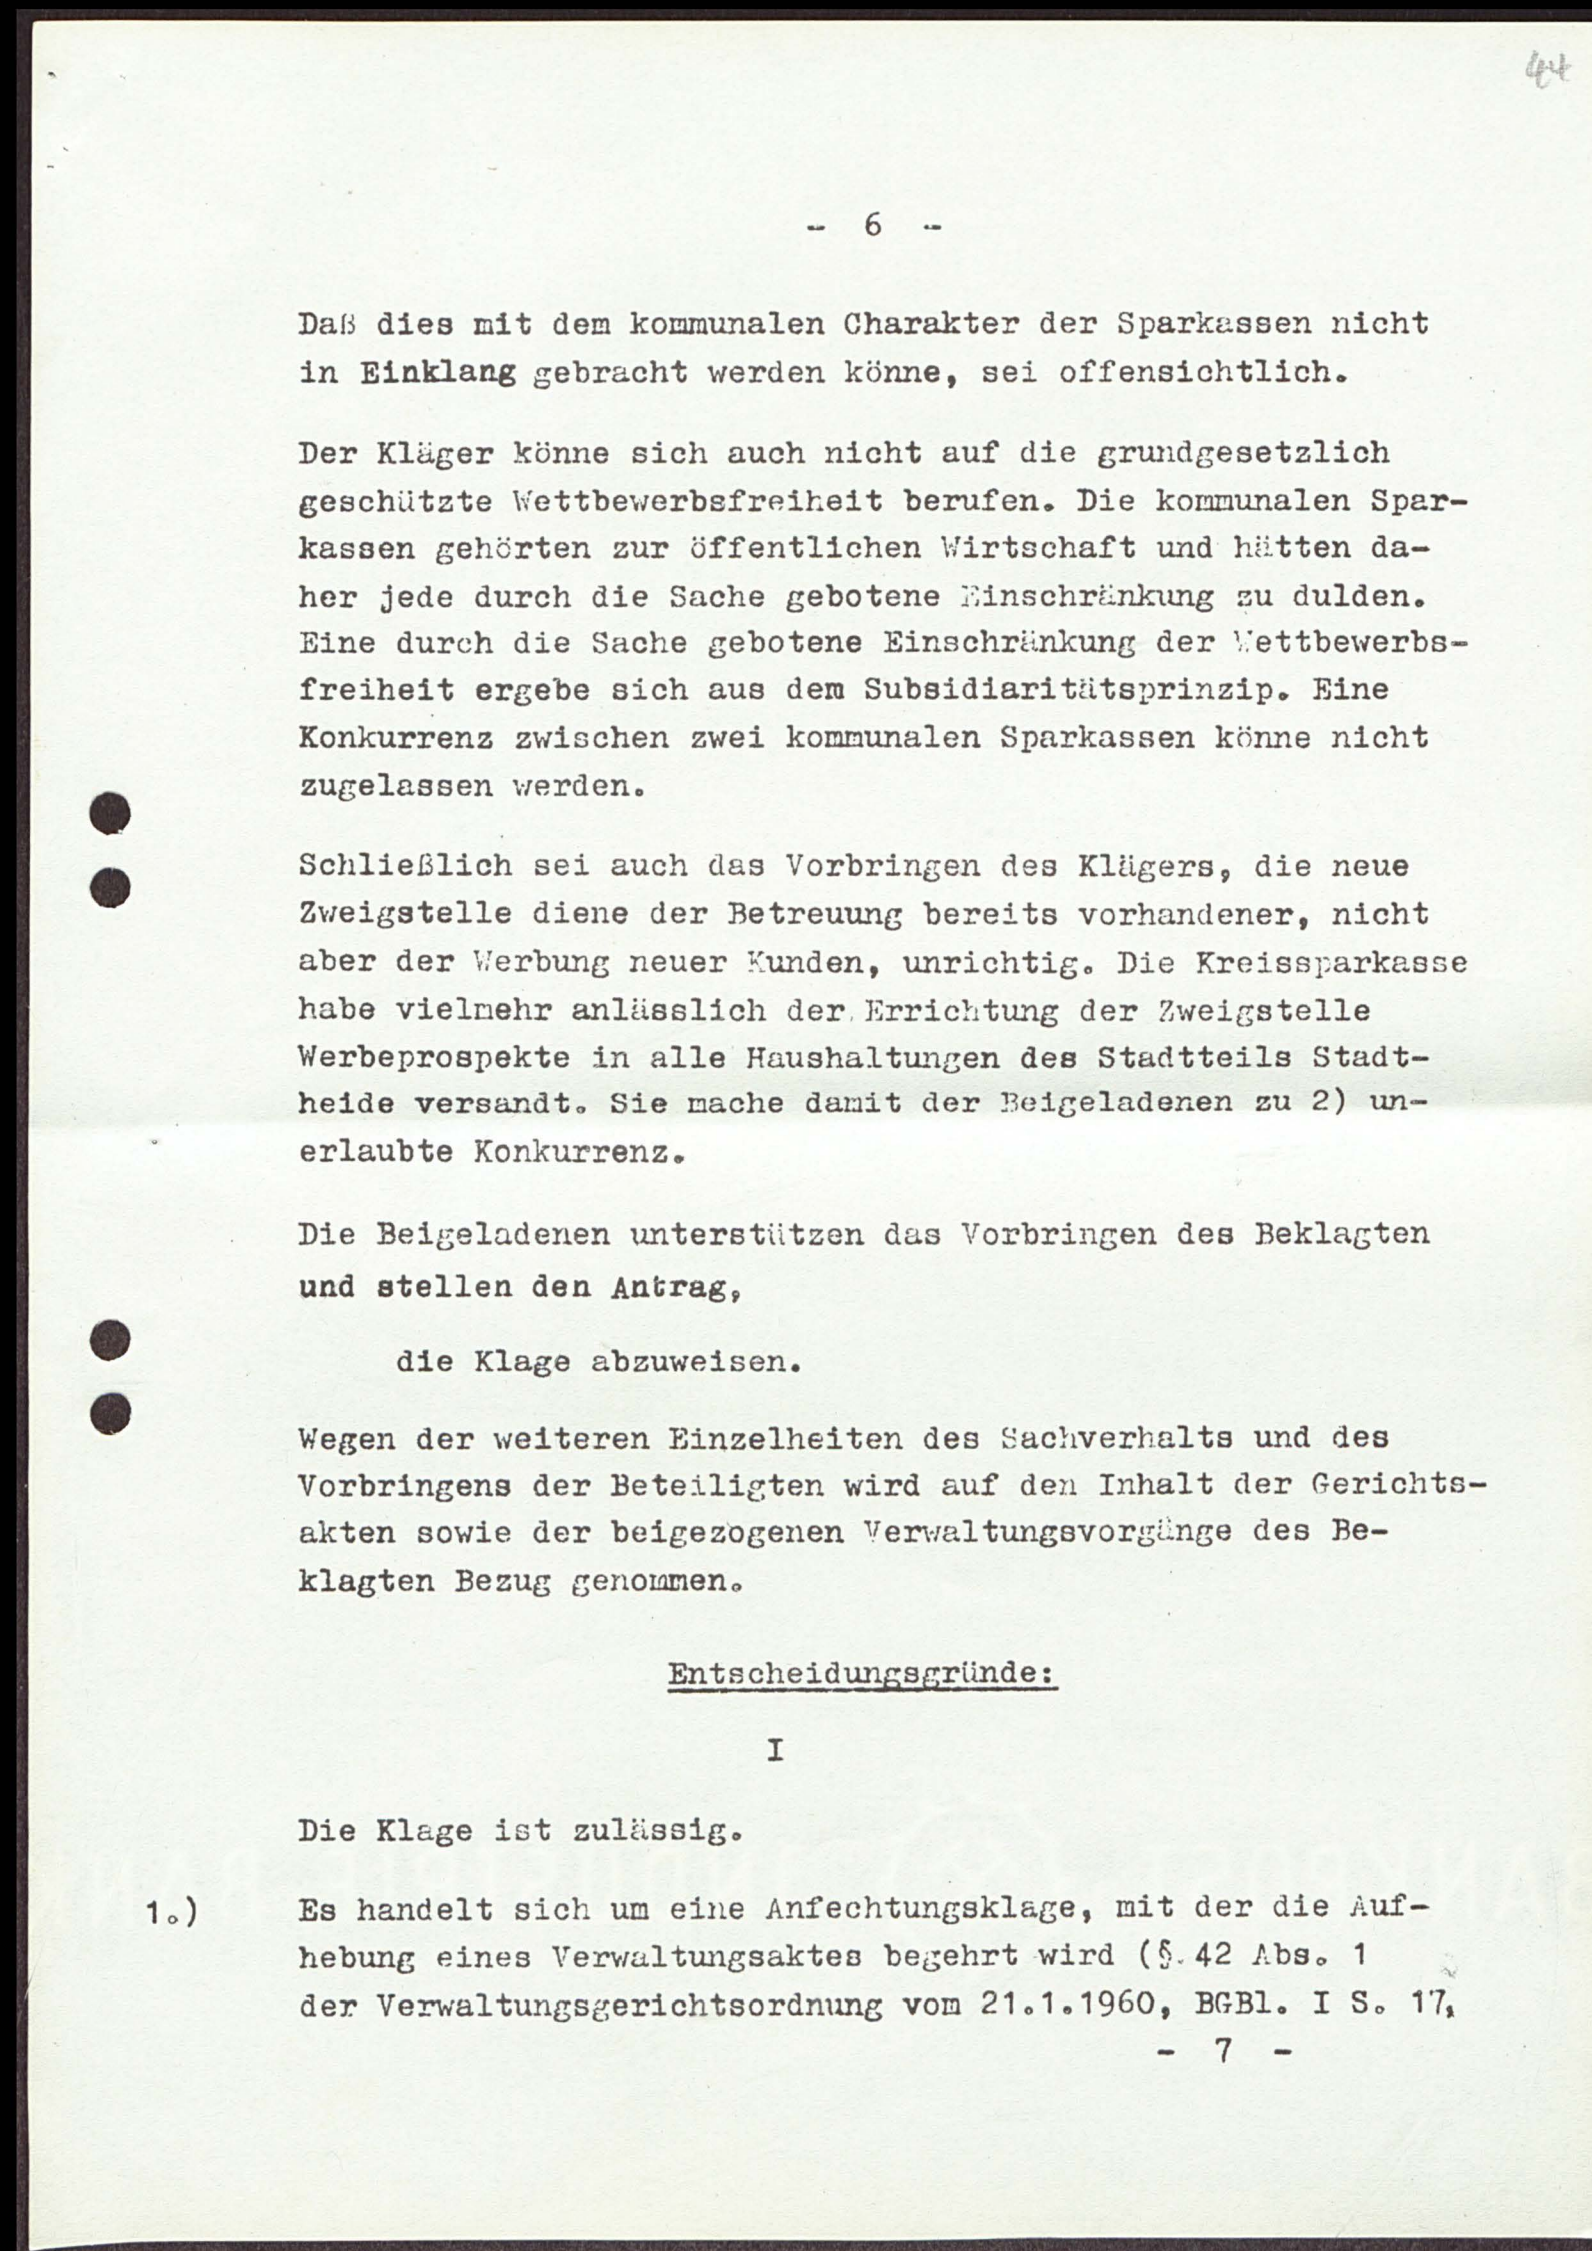 44
- 6 -
Daß dies mit dem kommunalen Charakter der Sparkassen nicht
in Einklang gebracht werden könne, sei offensichtlich.
Der Kläger könne sich auch nicht auf die grundgesetzlich
geschützte Wettbewerbsfreiheit berufen. Die kommunalen Spar-
kassen gehörten zur öffentlichen Wirtschaft und hätten da-
her jede durch die Sache gebotene Einschränkung zu dulden.
Eine durch die Sache gebotene Einschränkung der Wettbewerbs-
freiheit ergebe sich aus dem Subsidiaritätsprinzip. Eine
Konkurrenz zwischen zwei kommunalen Sparkassen könne nicht
zugelassen werden.
Schließlich sei auch das Vorbringen des Klägers, die neue
Zweigstelle diene der Betreuung bereits vorhandener, nicht
aber der Werbung neuer Kunden, unrichtig. Die Kreissparkasse
habe vielmehr anlässlich der Errichtung der Zweigstelle
Werbeprospekte in alle Haushaltungen des Stadtteils Stadt-
heide versandt. Sie mache damit der Beigeladenen zu 2) un-
erlaubte Konkurrenz.
Die Beigeladenen unterstützen das Vorbringen des Beklagten
und stellen den Antrag,
die Klage abzuweisen.
Wegen der weiteren Einzelheiten des Sachverhalts und des
Vorbringens der Beteiligten wird auf den Inhalt der Gerichts-
akten sowie der beigezogenen Verwaltungsvorgänge des Be-
klagten Bezug genommen.
Entscheidungsgründe:
I
Die Klage ist zulässig.
1.) Es handelt sich um eine Anfechtungsklage, mit der die Auf-
hebung eines Verwaltungsaktes begehrt wird (§ 42 Abs. 1
der Verwaltungsgerichtsordnung vom 21.1.1960, BGBl. I S. 17,
- 7 -